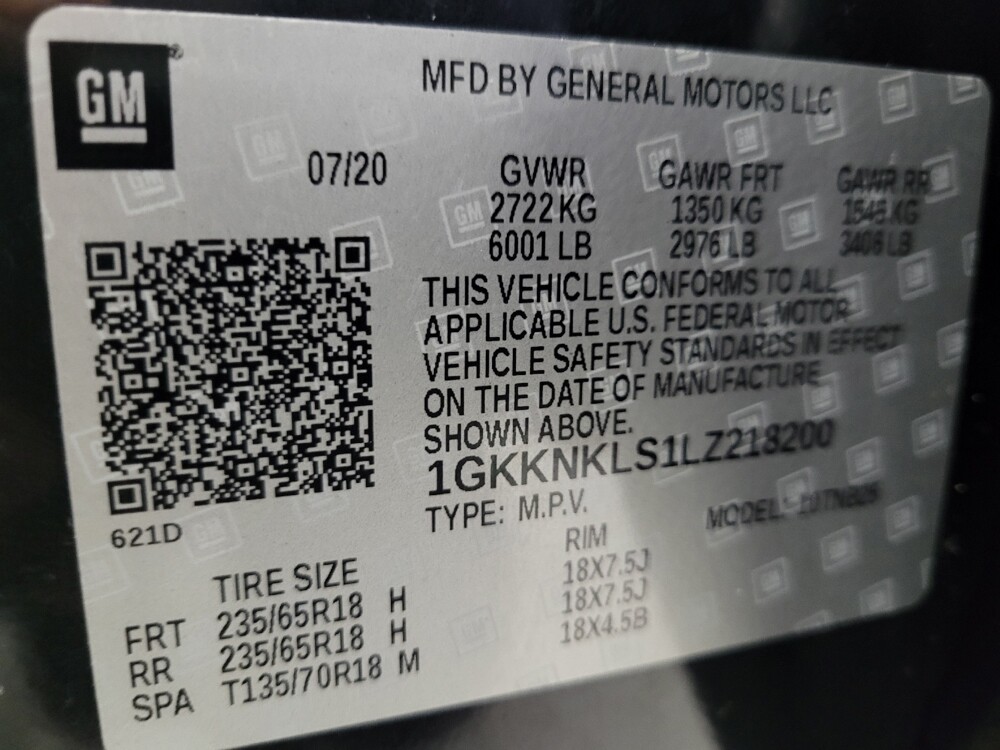 GM
MFD BY GENERAL MOTORS LLC
07/20 GVWR GAWR FRT GAWR RR
2722 KG 1350 KG 1545 KG
6001 LB 2976 LB 3406 LB
THIS VEHICLE CONFORMS TO ALL
APPLICABLE U.S. FEDERAL MOTOR
VEHICLE SAFETY STANDARDS IN EFFECT
ON THE DATE OF MANUFACTURE
SHOWN ABOVE.
1GKKNKLS1LZ218200
TYPE: M.P.V. MODEL:
621D
TIRE SIZE RIM
FRT 235/65R18 H 18X7.5J
RR 235/65R18 H 18X7.5J
SPA T135/70R18 M 18X4.5B